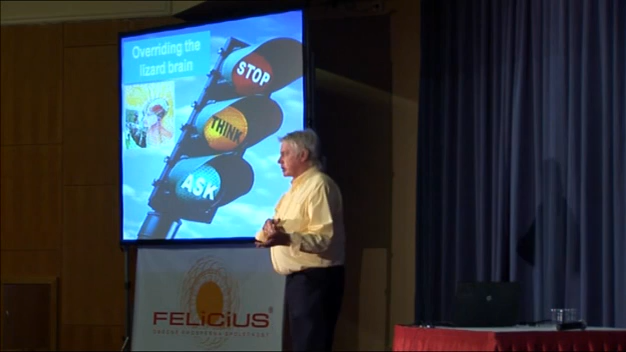 Overriding the
lizard brain
STOP
THINK
ASK
FELiCiUS®